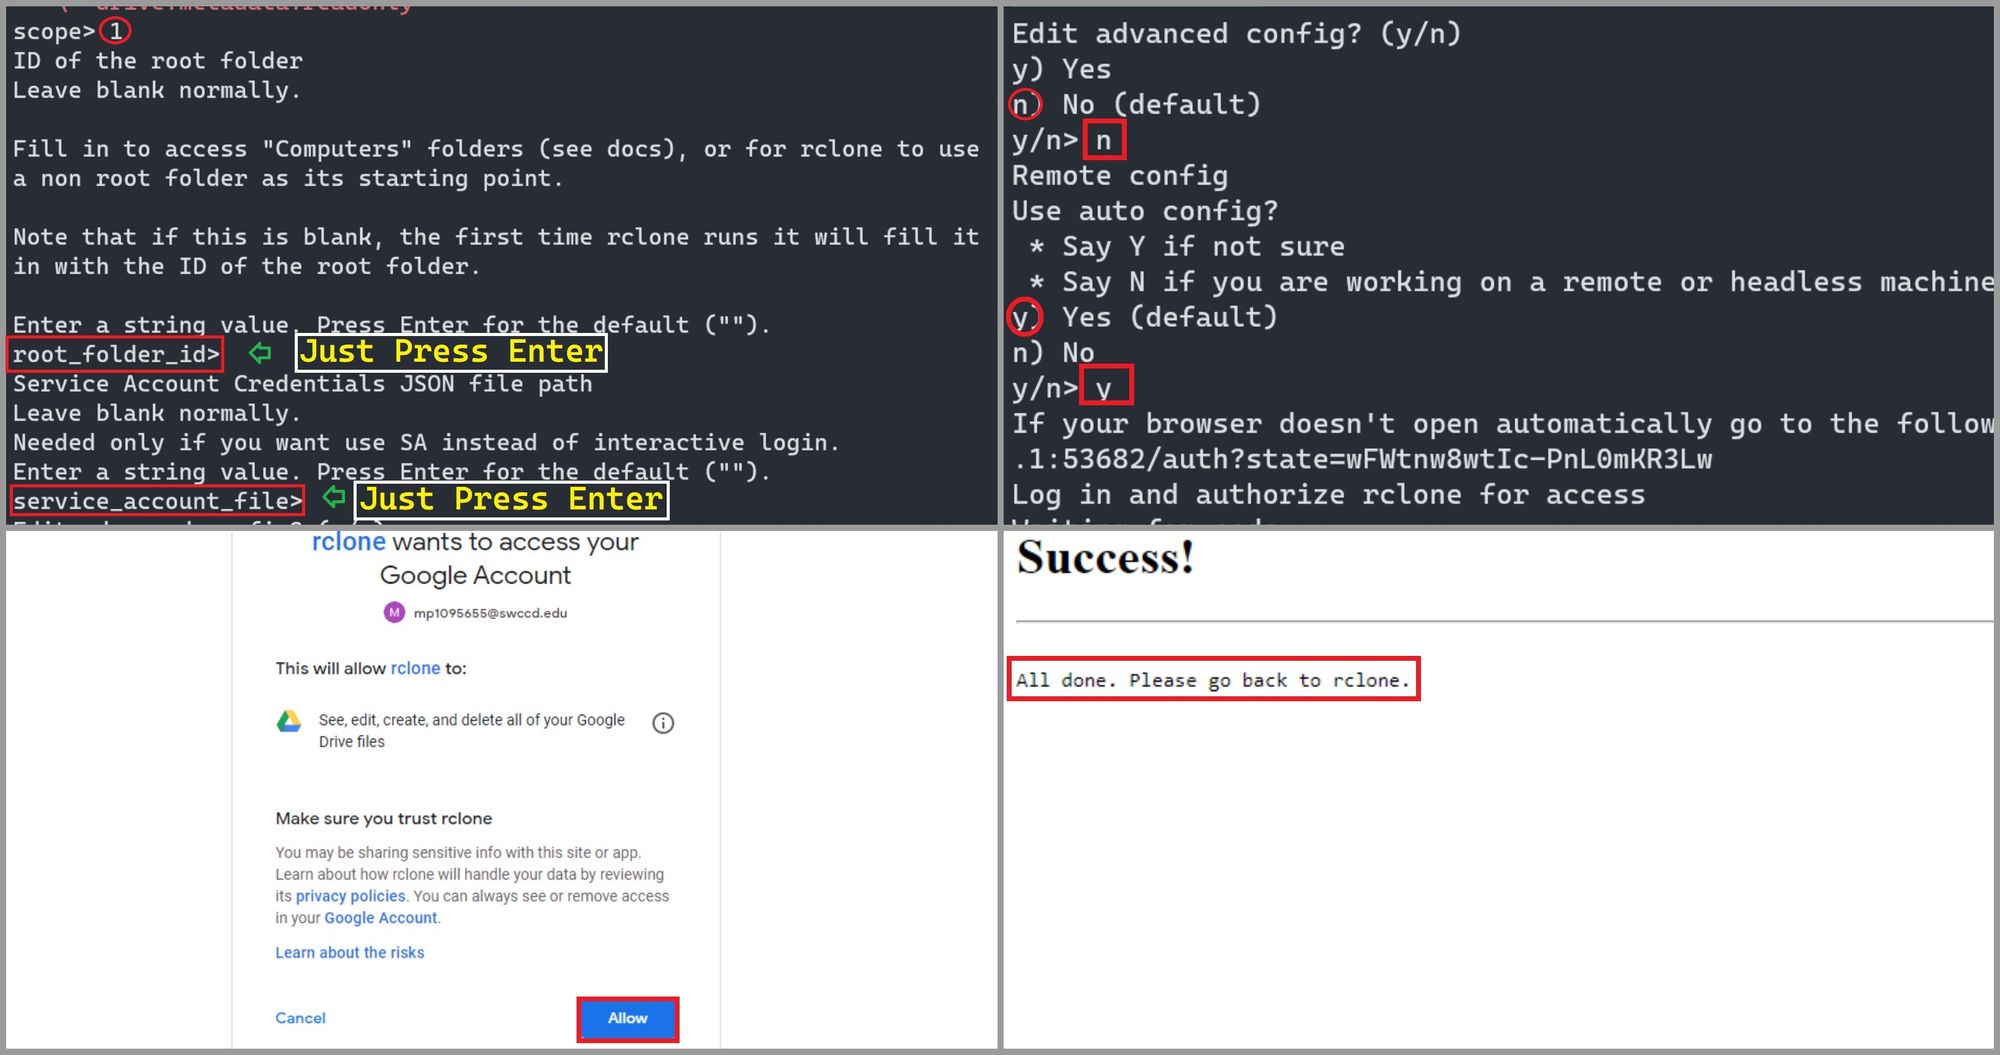 drive.metadata.readonly
scope> 1
ID of the root folder
Leave blank normally.
Fill in to access "Computers" folders (see docs), or for rclone to use
a non root folder as its starting point.
Note that if this is blank, the first time rclone runs it will fill it
in with the ID of the root folder.
Enter a string value. Press Enter for the default ("").
root_folder_id> Just Press Enter
Service Account Credentials JSON file path
Leave blank normally.
Needed only if you want use SA instead of interactive login.
Enter a string value. Press Enter for the default ("").
service_account_file> Just Press Enter
Edit advanced config? (y/n)
y) Yes
n) No (default)
y/n> n
Remote config
Use auto config?
* Say Y if not sure
* Say N if you are working on a remote or headless machine
y) Yes (default)
n) No
y/n> y
If your browser doesn't open automatically go to the follow
.1:53682/auth?state=wFWtnw8wtIc-PnL0mKR3Lw
Log in and authorize rclone for access
rclone wants to access your
Google Account
M mp1095655@swccd.edu
This will allow rclone to:
See, edit, create, and delete all of your Google
Drive files
Make sure you trust rclone
You may be sharing sensitive info with this site or app.
Learn about how rclone will handle your data by reviewing
its privacy policies. You can always see or remove access
in your Google Account.
Learn about the risks
Cancel
Allow
Success!
All done. Please go back to rclone.